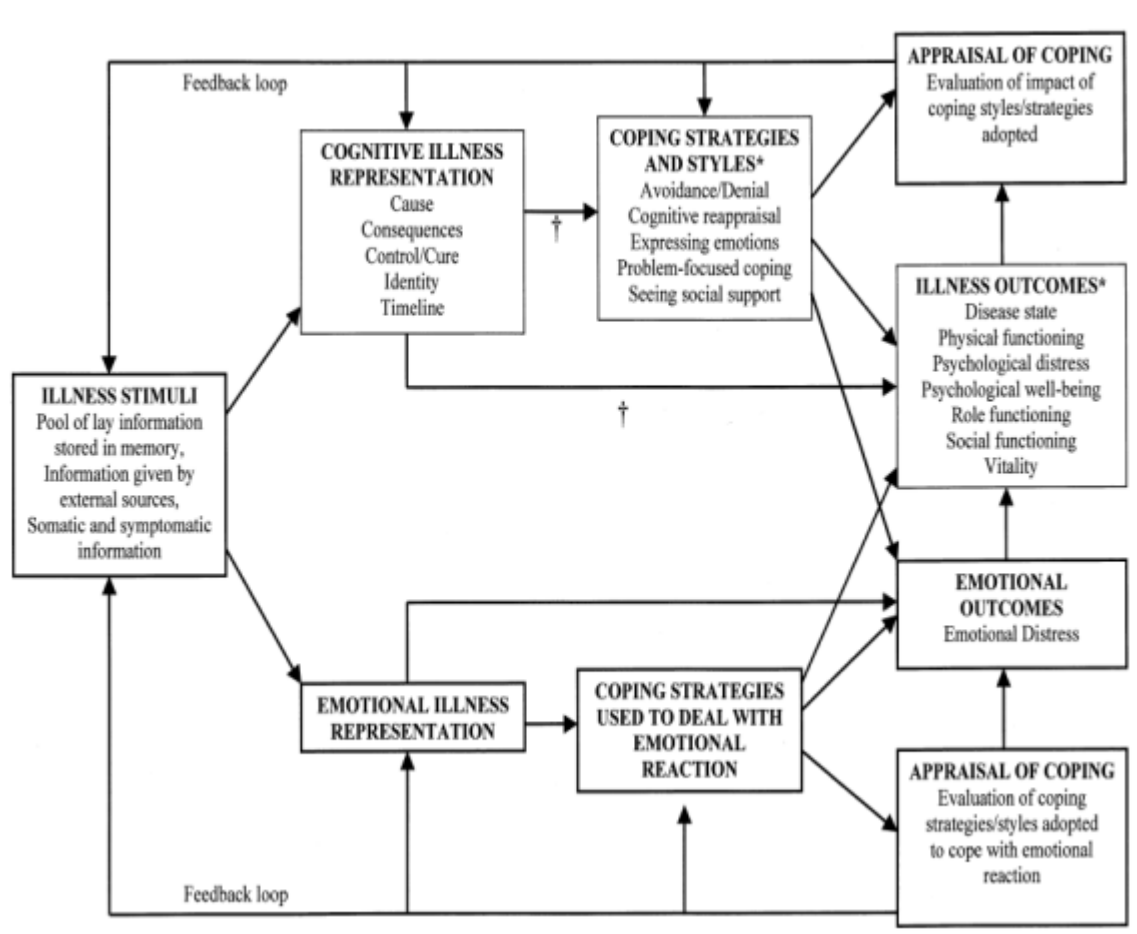 APPRAISAL OF COPING
Evaluation of impact of
coping styles/strategies
adopted
Feedback loop
COGNITIVE ILLNESS
REPRESENTATION
Cause
Consequences
Control/Cure
Identity
Timeline
†
COPING STRATEGIES
AND STYLES*
Avoidance/Denial
Cognitive reappraisal
Expressing emotions
Problem-focused coping
Seeing social support
ILLNESS OUTCOMES*
Disease state
Physical functioning
Psychological distress
Psychological well-being
Role functioning
Social functioning
Vitality
†
ILLNESS STIMULI
Pool of lay information
stored in memory,
Information given by
external sources,
Somatic and symptomatic
information
EMOTIONAL
OUTCOMES
Emotional Distress
EMOTIONAL ILLNESS
REPRESENTATION
COPING STRATEGIES
USED TO DEAL WITH
EMOTIONAL
REACTION
APPRAISAL OF COPING
Evaluation of coping
strategies/styles adopted
to cope with emotional
reaction
Feedback loop